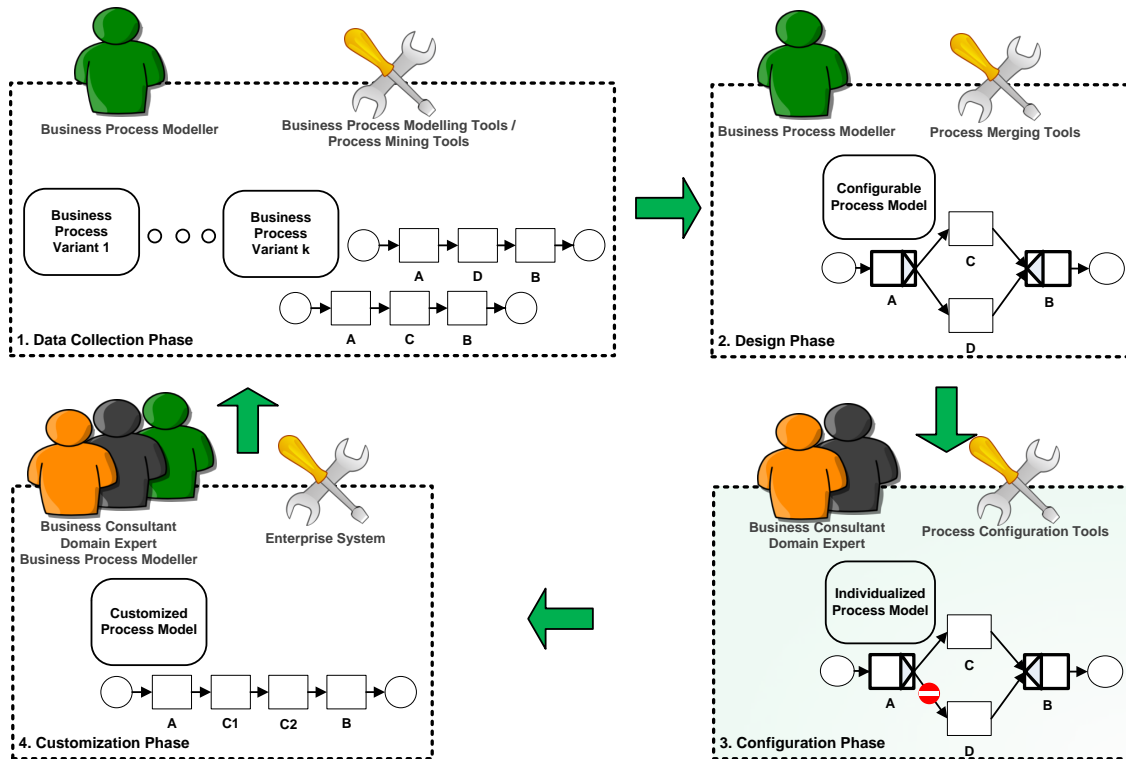 Business Process Modeller
Business Process Modelling Tools /
Process Mining Tools
Business
Process
Variant 1
Business
Process
Variant k
A
D
B
A
C
B
1. Data Collection Phase
Business Process Modeller
Process Merging Tools
Configurable
Process Model
C
A
B
D
2. Design Phase
Business Consultant
Domain Expert
Process Configuration Tools
Individualized
Process Model
C
A
B
D
3. Configuration Phase
Business Consultant
Domain Expert
Business Process Modeller
Enterprise System
Customized
Process Model
A
C1
C2
B
4. Customization Phase